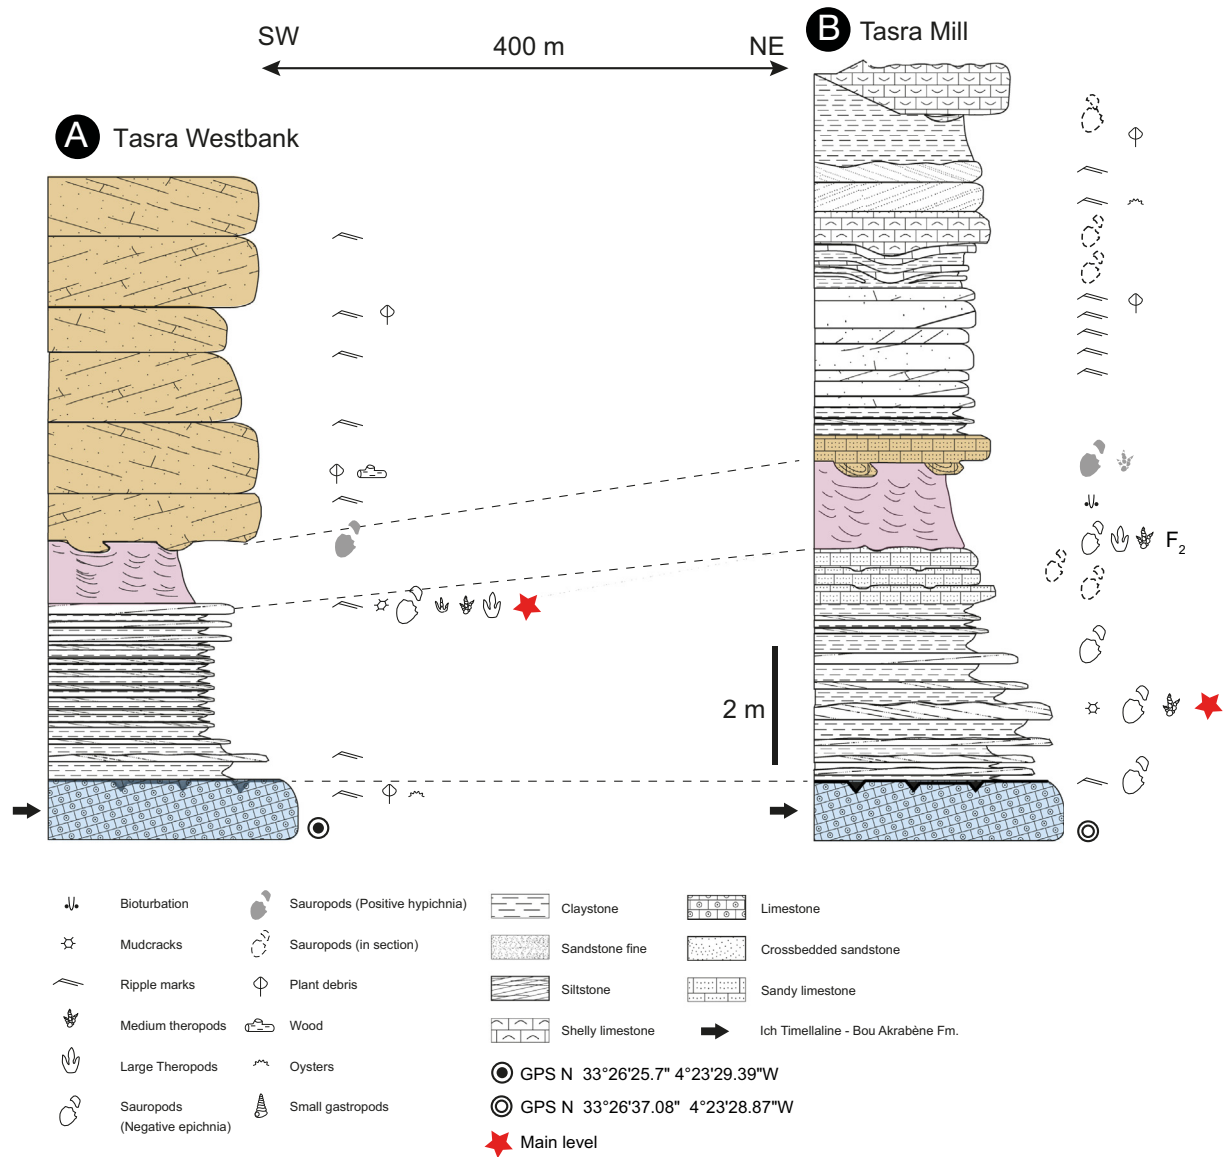 SW
400 m
NE
B Tasra Mill
A Tasra Westbank
F2
2 m
Bioturbation
Sauropods (Positive hypichnia)
Claystone
Limestone
Mudcracks
Sauropods (in section)
Sandstone fine
Crossbedded sandstone
Ripple marks
Plant debris
Siltstone
Sandy limestone
Medium theropods
Wood
Shelly limestone
Ich Timellaline - Bou Akrabène Fm.
Large Theropods
Oysters
GPS N 33°26'25.7" 4°23'29.39"W
Sauropods
(Negative epichnia)
Small gastropods
GPS N 33°26'37.08" 4°23'28.87"W
Main level